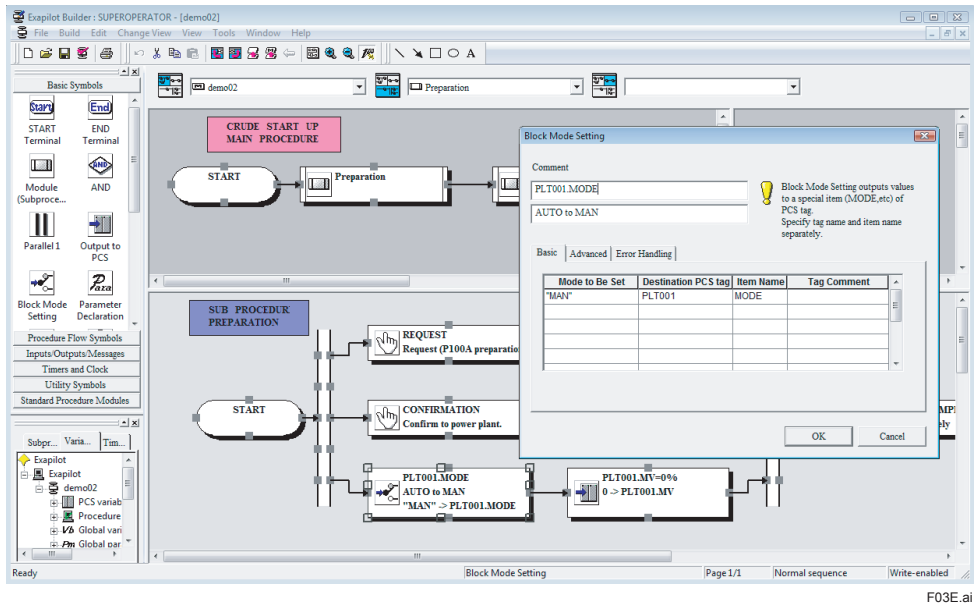 Exapilot Builder : SUPEROPERATOR - [demo02]
File Build Edit Change View View Tools Window Help
A
Basic Symbols
demo02
Preparation
Start
End
START Terminal
END Terminal
AND
Module (Subproce...
AND
Parallel 1
Output to PCS
Para
Block Mode Setting
Parameter Declaration
Procedure Flow Symbols
Inputs/Outputs/Messages
Timers and Clock
Utility Symbols
Standard Procedure Modules
Subpr...
Varia...
Tim...
Exapilot
Exapilot
demo02
PCS variab
Procedure
Vb Global vari
Pm Global par
CRUDE START UP
MAIN PROCEDURE
START
Preparation
SUB PROCEDUR
PREPARATION
START
REQUEST
Request (P100A preparatio
CONFIRMATION
Confirm to power plant.
PLT001.MODE
AUTO to MAN
"MAN" -> PLT001.MODE
PLT001.MV=0%
0 -> PLT001.MV
Block Mode Setting
Comment
PLT001.MODE
AUTO to MAN
Block Mode Setting outputs values
to a special item (MODE,etc) of
PCS tag.
Specify tag name and item name
separately.
Basic Advanced Error Handling
Mode to Be Set Destination PCS tag Item Name Tag Comment
"MAN" PLT001 MODE
OK Cancel
Ready Block Mode Setting Page 1/1 Normal sequence Write-enabled
F03E.ai